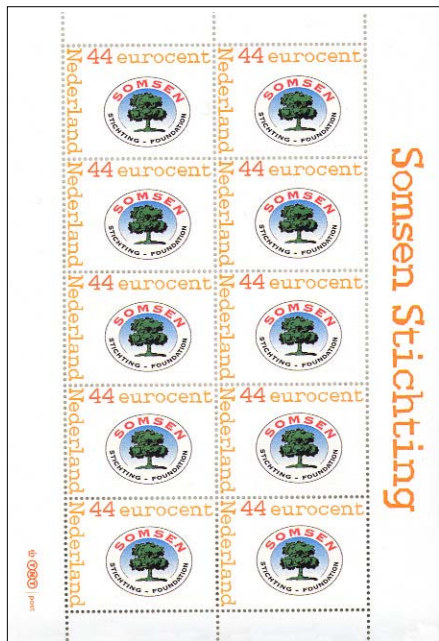 44 eurocent
Nederland
SOMSEN
STICHTING - FOUNDATION
44 eurocent
Nederland
SOMSEN
STICHTING - FOUNDATION
44 eurocent
Nederland
SOMSEN
STICHTING - FOUNDATION
44 eurocent
Nederland
SOMSEN
STICHTING - FOUNDATION
44 eurocent
Nederland
SOMSEN
STICHTING - FOUNDATION
44 eurocent
Nederland
SOMSEN
STICHTING - FOUNDATION
44 eurocent
Nederland
SOMSEN
STICHTING - FOUNDATION
44 eurocent
Nederland
SOMSEN
STICHTING - FOUNDATION
44 eurocent
Nederland
SOMSEN
STICHTING - FOUNDATION
44 eurocent
Nederland
SOMSEN
STICHTING - FOUNDATION
Somsen Stichting
TNT post